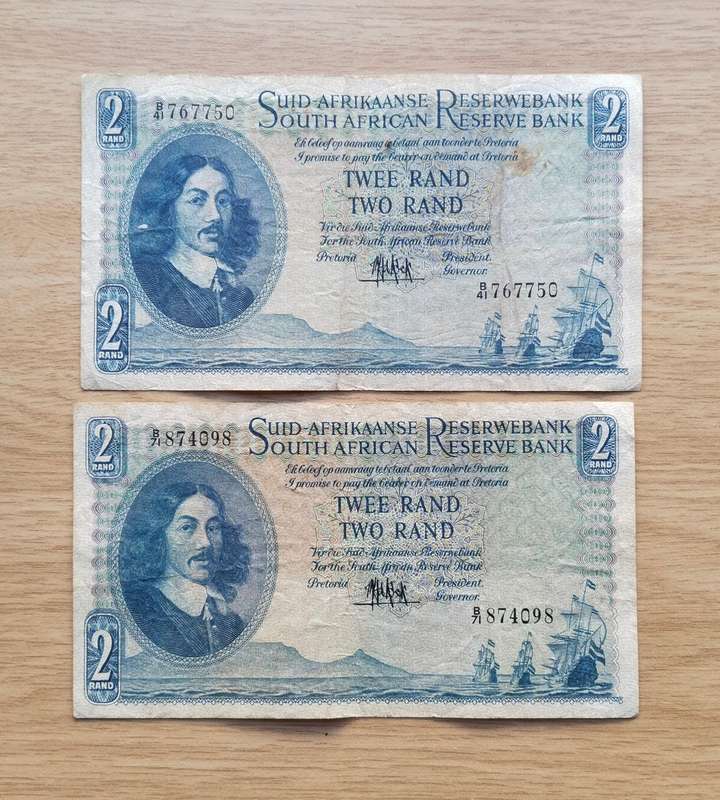 2 RAND B/41 767750 SUID-AFRIKAANSE RESERWEBANK 2 RAND
SOUTH AFRICAN RESERVE BANK
Ek beloof op aanvraag te betaal aan toonder te Pretoria
I promise to pay the bearer on demand at Pretoria
TWEE RAND
TWO RAND
Vir die Suid-Afrikaanse Reserwebank
For the South African Reserve Bank
Pretoria President.
Governor.
B/41 767750
2 RAND
2 RAND B/71 874098 SUID-AFRIKAANSE RESERWEBANK 2 RAND
SOUTH AFRICAN RESERVE BANK
Ek beloof op aanvraag te betaal aan toonder te Pretoria
I promise to pay the bearer on demand at Pretoria
TWEE RAND
TWO RAND
Vir die Suid-Afrikaanse Reserwebank
For the South African Reserve Bank
Pretoria President.
Governor.
B/71 874098
2 RAND